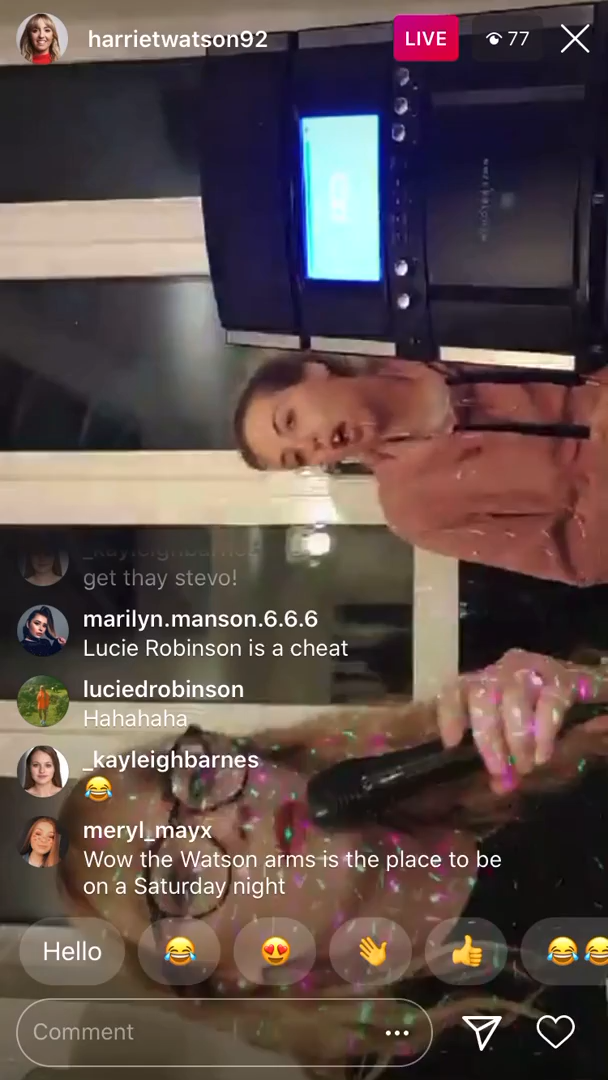 harrietwatson92
LIVE
77
_kayleighbarnes
get thay stevo!
marilyn.manson.6.6.6
Lucie Robinson is a cheat
luciedrobinson
Hahahaha
_kayleighbarnes
😂
meryl_mayx
Wow the Watson arms is the place to be
on a Saturday night
Hello 😂 😍 👋 👍 😂😂
Comment